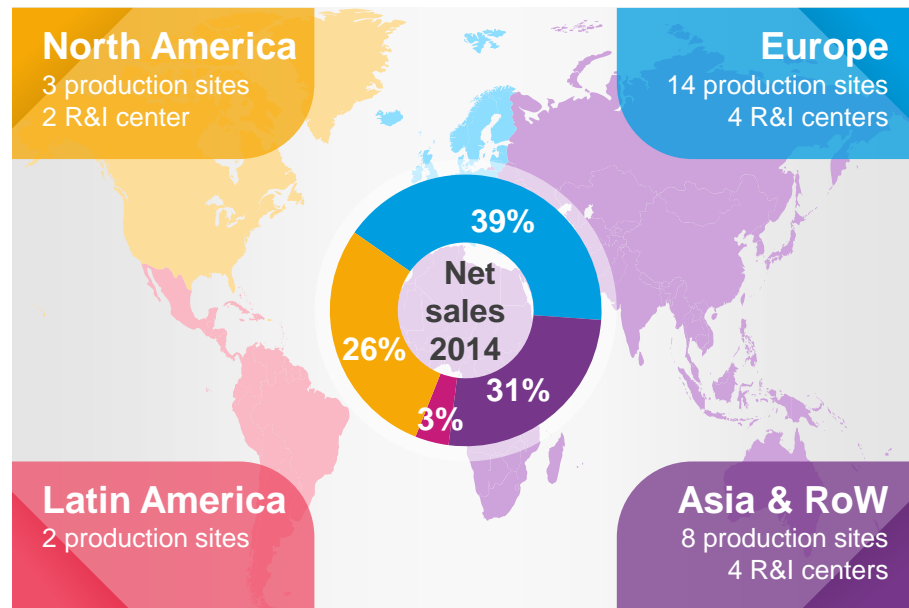 North America
3 production sites
2 R&I center
Europe
14 production sites
4 R&I centers
39%
Net
sales
2014
26%
31%
3%
Latin America
2 production sites
Asia & RoW
8 production sites
4 R&I centers